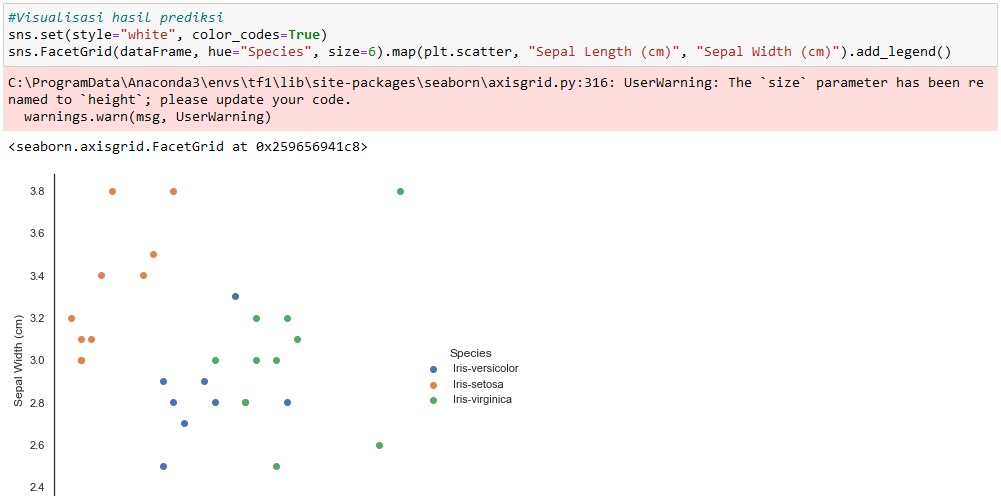 #Visualisasi hasil prediksi
sns.set(style="white", color_codes=True)
sns.FacetGrid(dataFrame, hue="Species", size=6).map(plt.scatter, "Sepal Length (cm)", "Sepal Width (cm)").add_legend()
C:\ProgramData\Anaconda3\envs\tf1\lib\site-packages\seaborn\axisgrid.py:316: UserWarning: The `size` parameter has been re
named to `height`; please update your code.
  warnings.warn(msg, UserWarning)
<seaborn.axisgrid.FacetGrid at 0x259656941c8>
3.8
3.6
3.4
3.2
3.0
2.8
2.6
2.4
Sepal Width (cm)
Species
Iris-versicolor
Iris-setosa
Iris-virginica